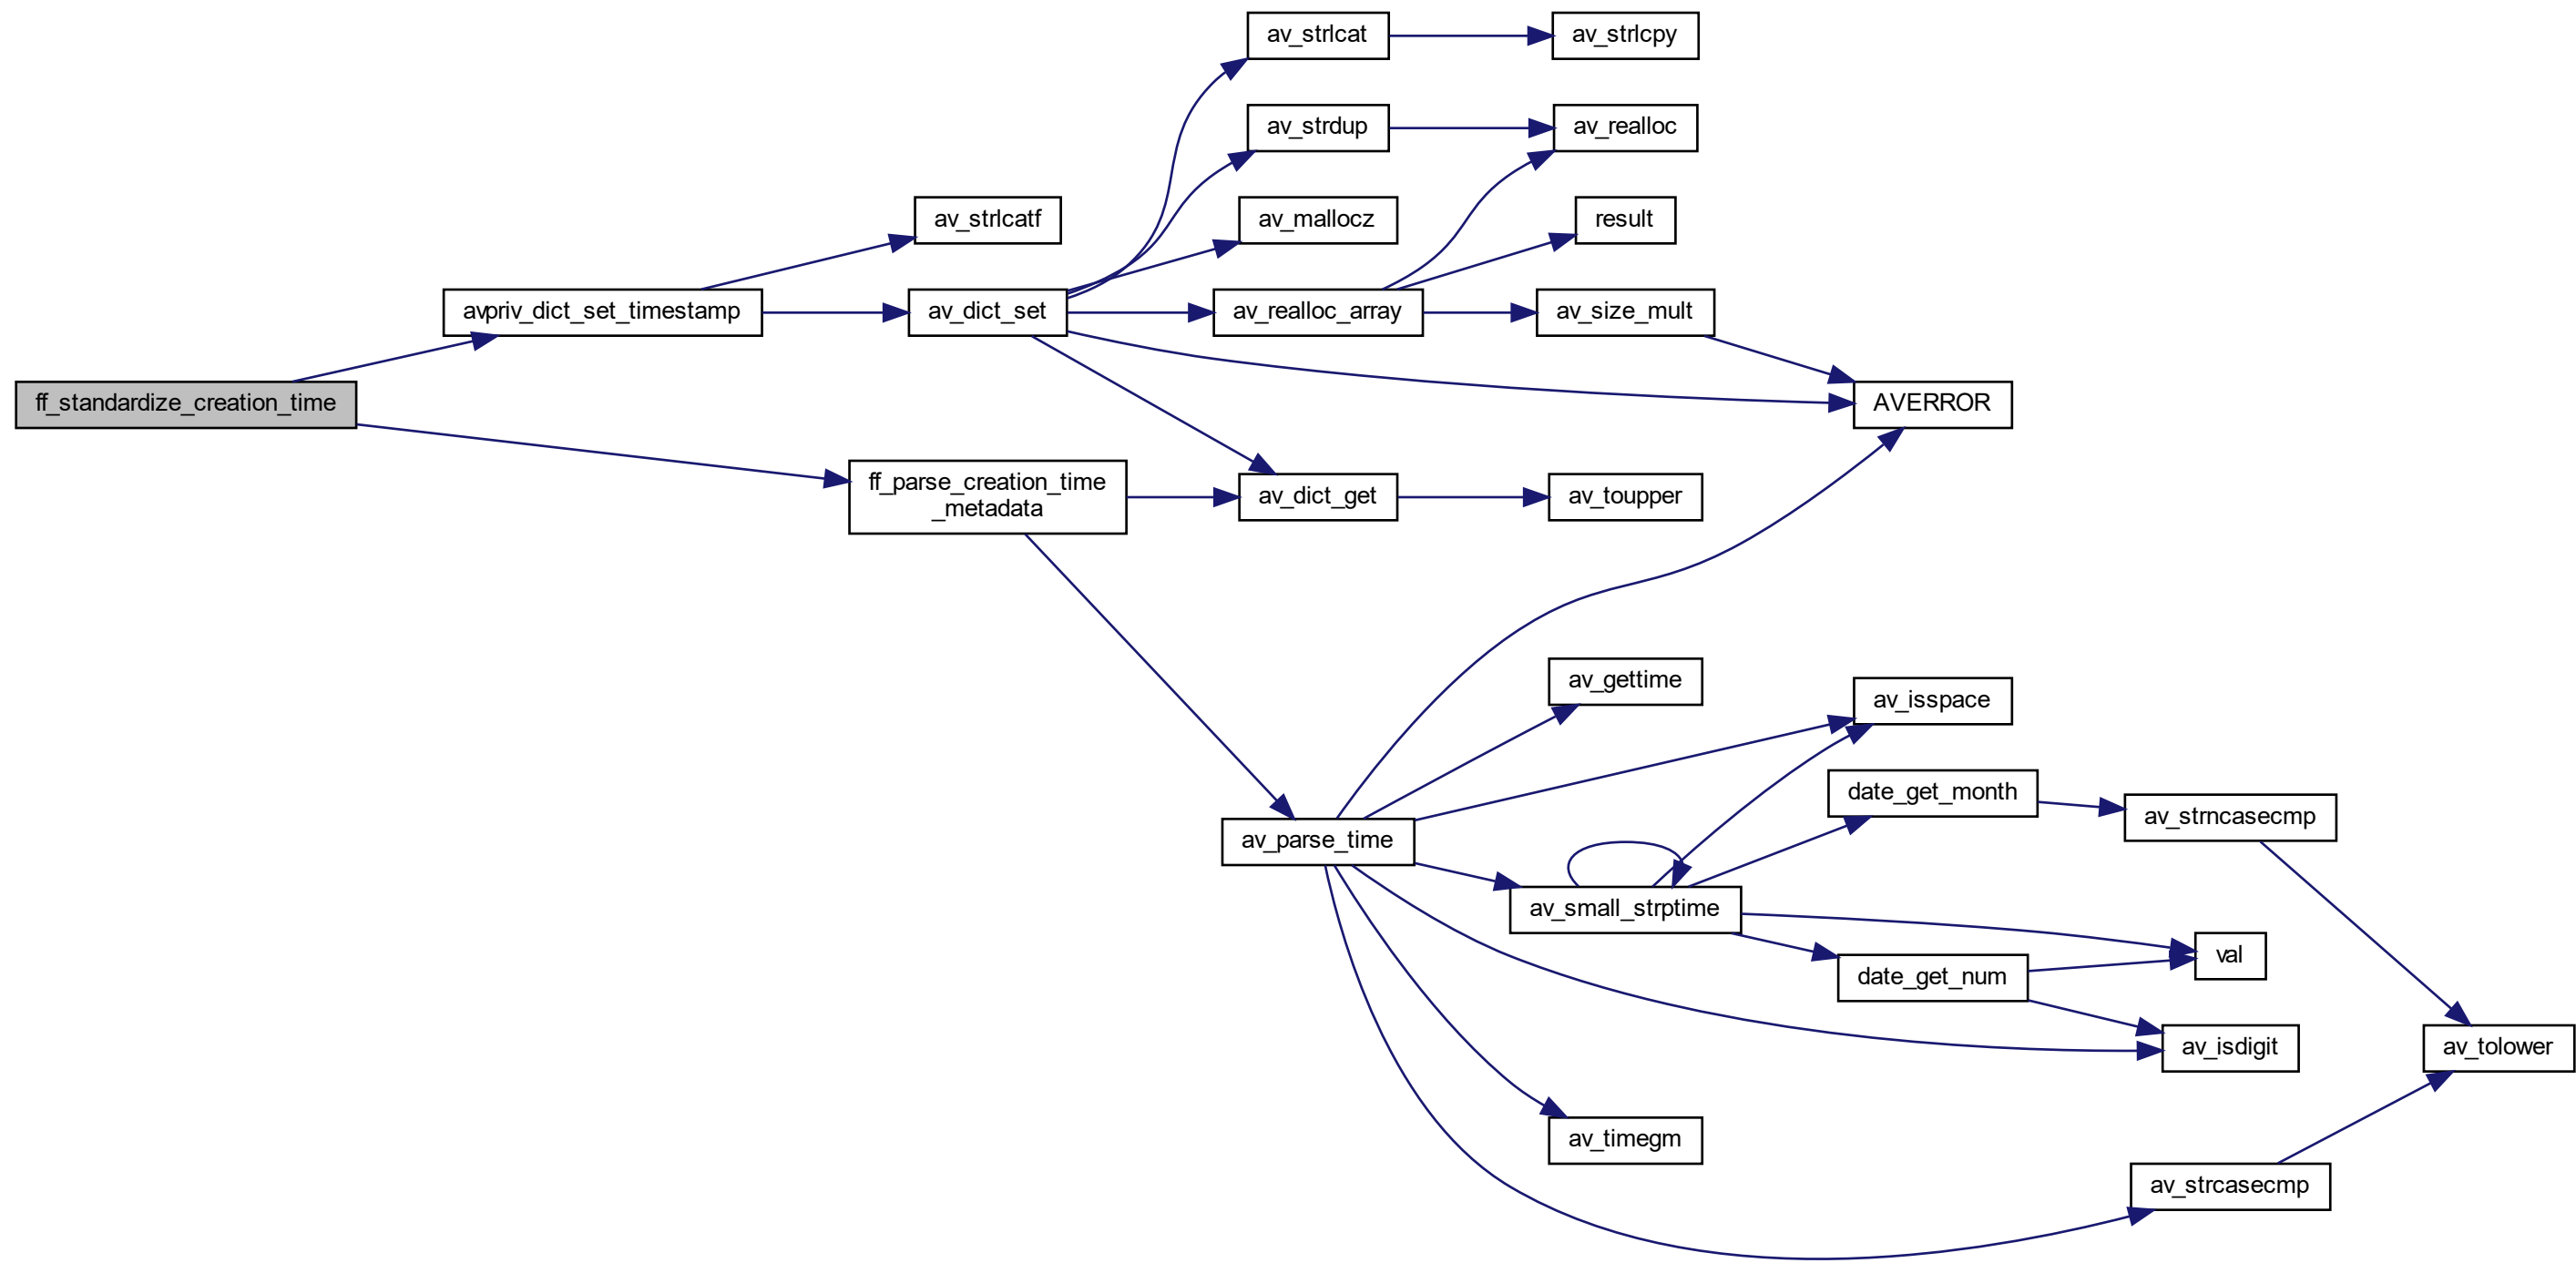 av_strlcat
av_strlcpy
av_strdup
av_realloc
av_strlcatf
av_mallocz
result
avpriv_dict_set_timestamp
av_dict_set
av_realloc_array
av_size_mult
ff_standardize_creation_time
AVERROR
ff_parse_creation_time
_metadata
av_dict_get
av_toupper
av_gettime
av_isspace
date_get_month
av_strncasecmp
av_parse_time
av_small_strptime
val
date_get_num
av_isdigit
av_tolower
av_timegm
av_strcasecmp